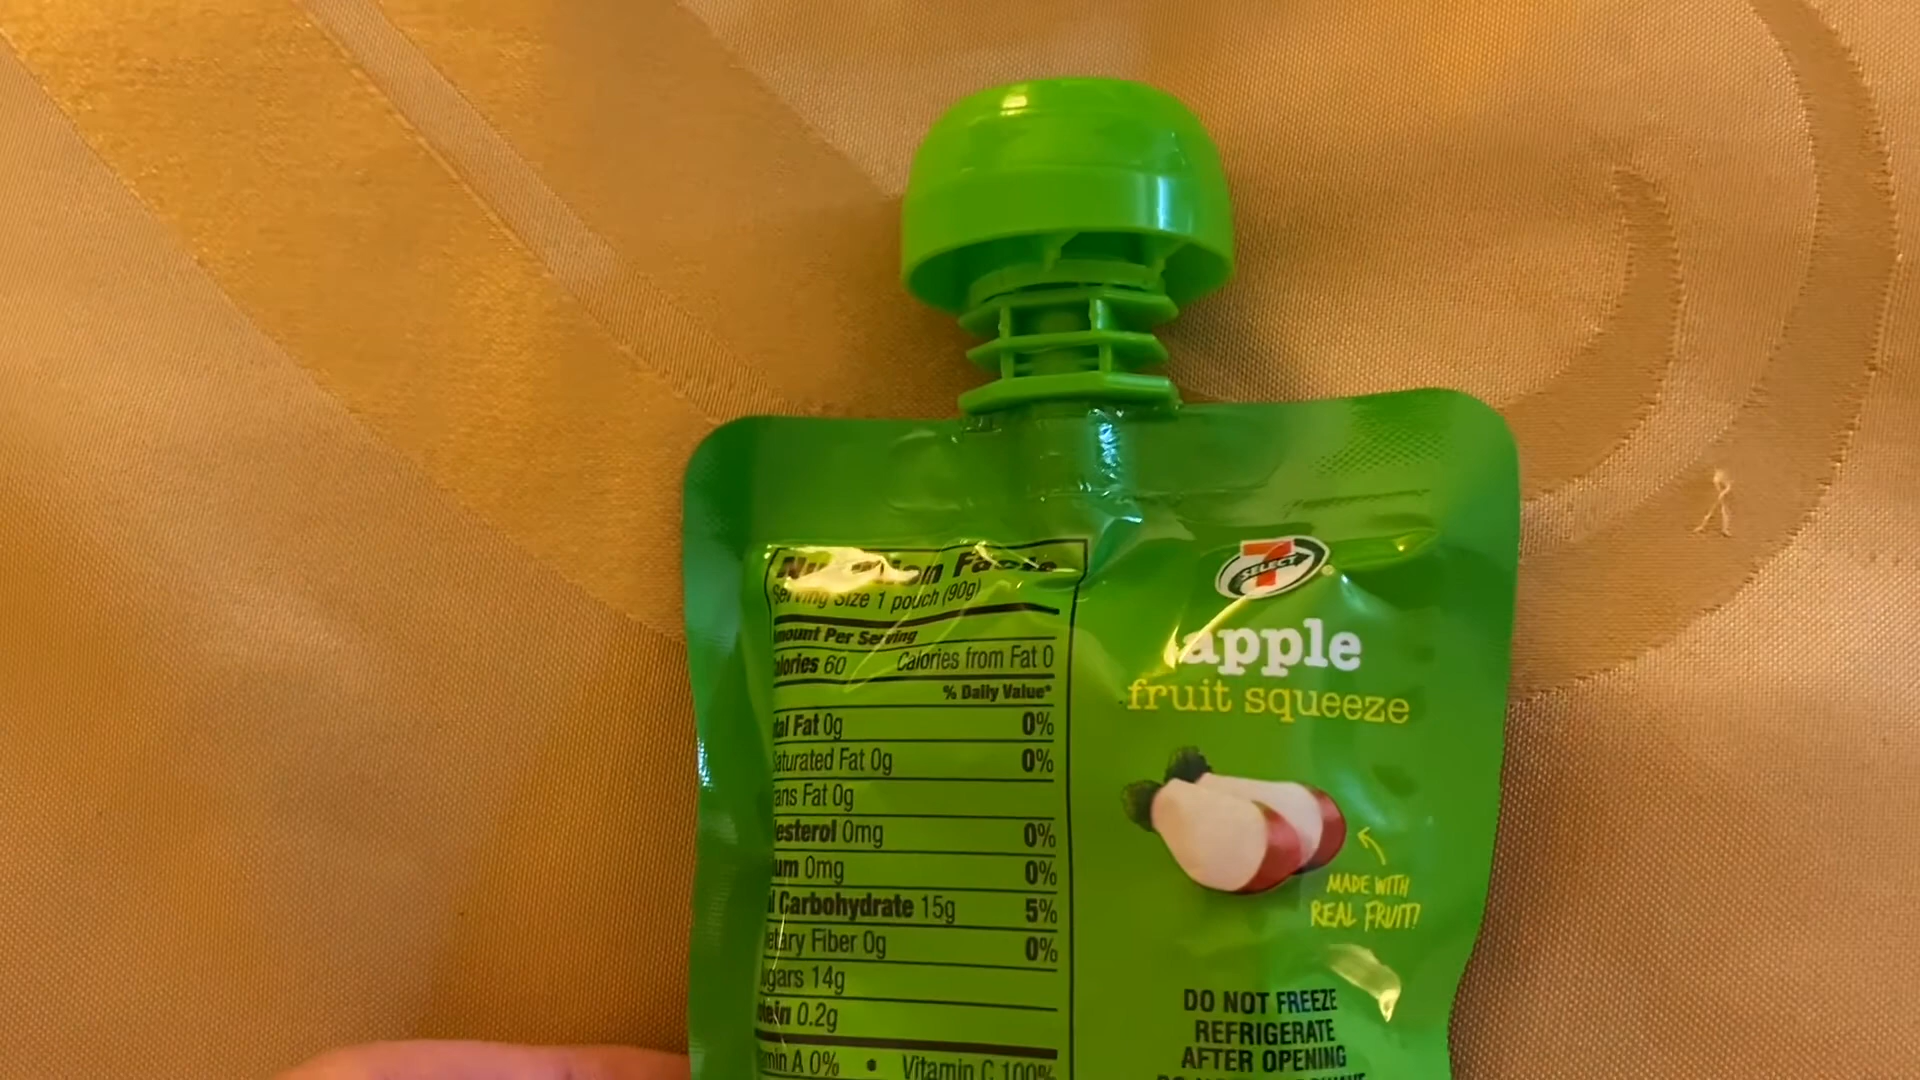 Facts
Serving Size 1 pouch (90g)
Amount Per Serving
Calories 60 Calories from Fat 0
% Daily Value*
Total Fat 0g 0%
Saturated Fat 0g 0%
Trans Fat 0g
Cholesterol 0mg 0%
0mg 0%
Carbohydrate 15g 5%
Dietary Fiber 0g 0%
Sugars 14g
Protein 0.2g
Vitamin A 0% • Vitamin C 100%
7
SELECT®
apple
fruit squeeze
MADE WITH
REAL FRUIT!
DO NOT FREEZE
REFRIGERATE
AFTER OPENING